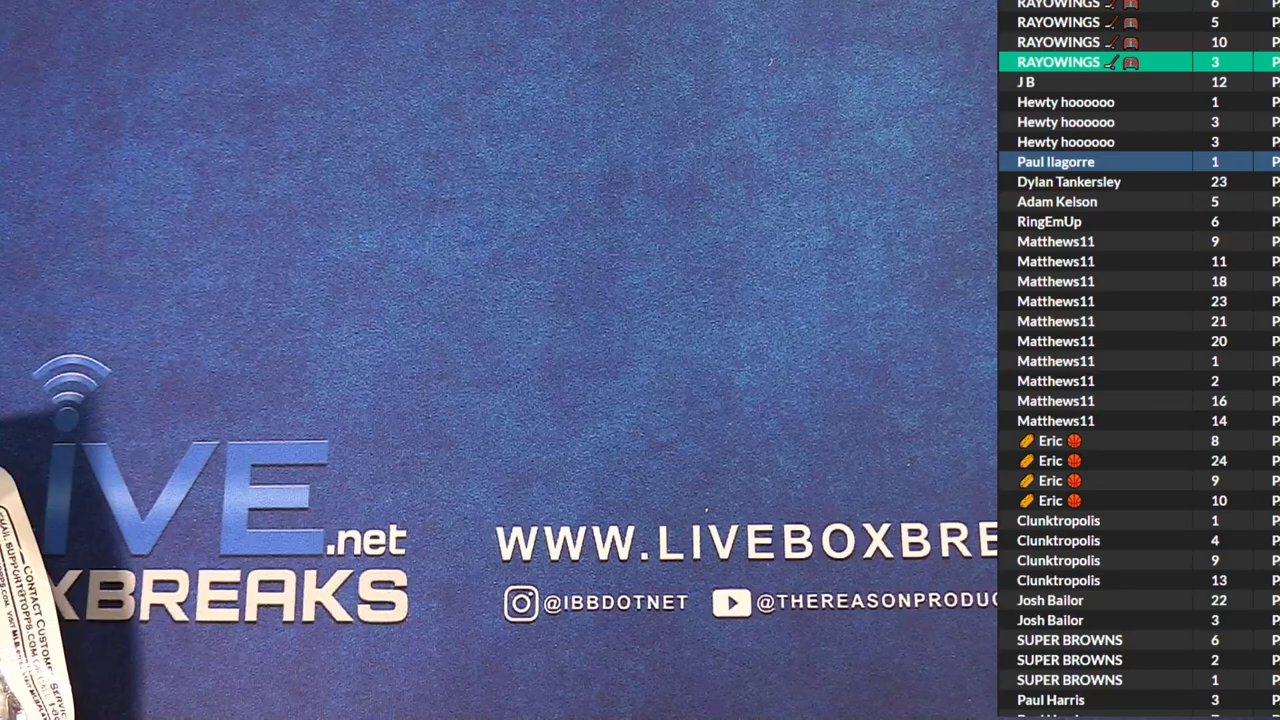 RAYOWINGS 6 P
RAYOWINGS 5 P
RAYOWINGS 10 P
RAYOWINGS 3 P
J B 12 P
Hewty hoooooo 1 P
Hewty hoooooo 3 P
Hewty hoooooo 3 P
Paul Ilagorre 1 P
Dylan Tankersley 23 P
Adam Kelson 5 P
RingEmUp 6 P
Matthews11 9 P
Matthews11 11 P
Matthews11 18 P
Matthews11 23 P
Matthews11 21 P
Matthews11 20 P
Matthews11 1 P
Matthews11 2 P
Matthews11 16 P
Matthews11 14 P
Eric 8 P
Eric 24 P
Eric 9 P
Eric 10 P
Clunktropolis 1 P
Clunktropolis 4 P
Clunktropolis 9 P
Clunktropolis 13 P
Josh Bailor 22 P
Josh Bailor 3 P
SUPER BROWNS 6 P
SUPER BROWNS 2 P
SUPER BROWNS 1 P
Paul Harris 3 P
iVE.net
XBREAKS
WWW.LIVEBOXBRE
@IBBDOTNET @THEREASONPRODUC
CONTACT CUSTOME